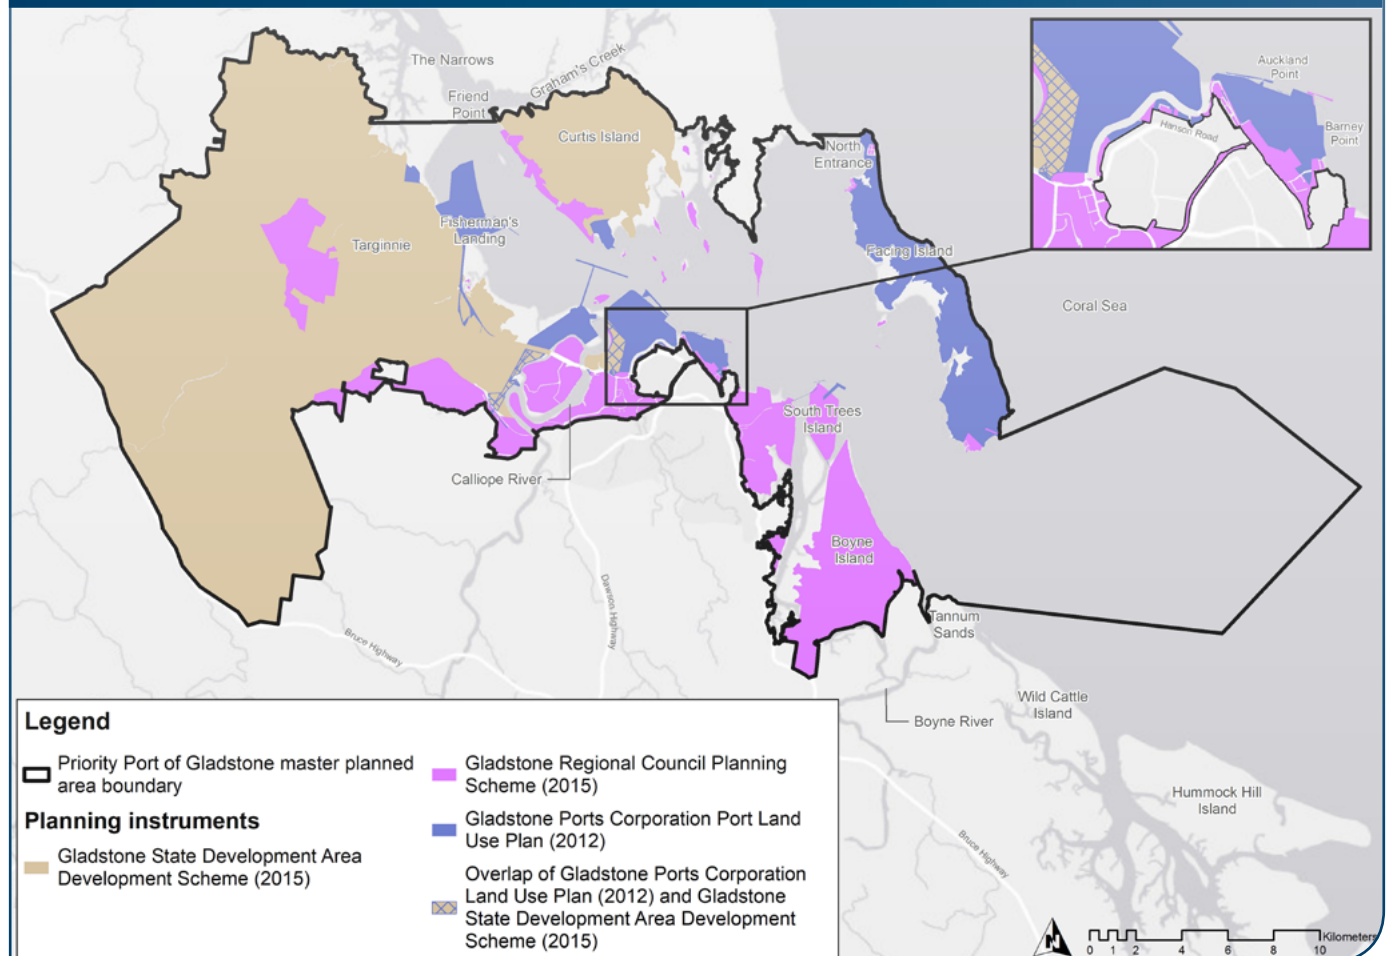 The Narrows
Graham's Creek
Friend
Point
Curtis Island
North
Entrance
Auckland
Point
Hanson Road
Barney
Point
Fisherman's
Landing
Targinnie
Facing Island
Coral Sea
South Trees
Island
Calliope River
Boyne
Island
Dawson Highway
Bruce Highway
Tannum
Sands
Wild Cattle
Island
Boyne River
Hummock Hill
Island
Bruce Highway
Legend
Priority Port of Gladstone master planned
area boundary
Planning instruments
Gladstone State Development Area
Development Scheme (2015)
Gladstone Regional Council Planning
Scheme (2015)
Gladstone Ports Corporation Port Land
Use Plan (2012)
Overlap of Gladstone Ports Corporation
Land Use Plan (2012) and Gladstone
State Development Area Development
Scheme (2015)
N
Kilometers
0 1 2 4 6 8 10